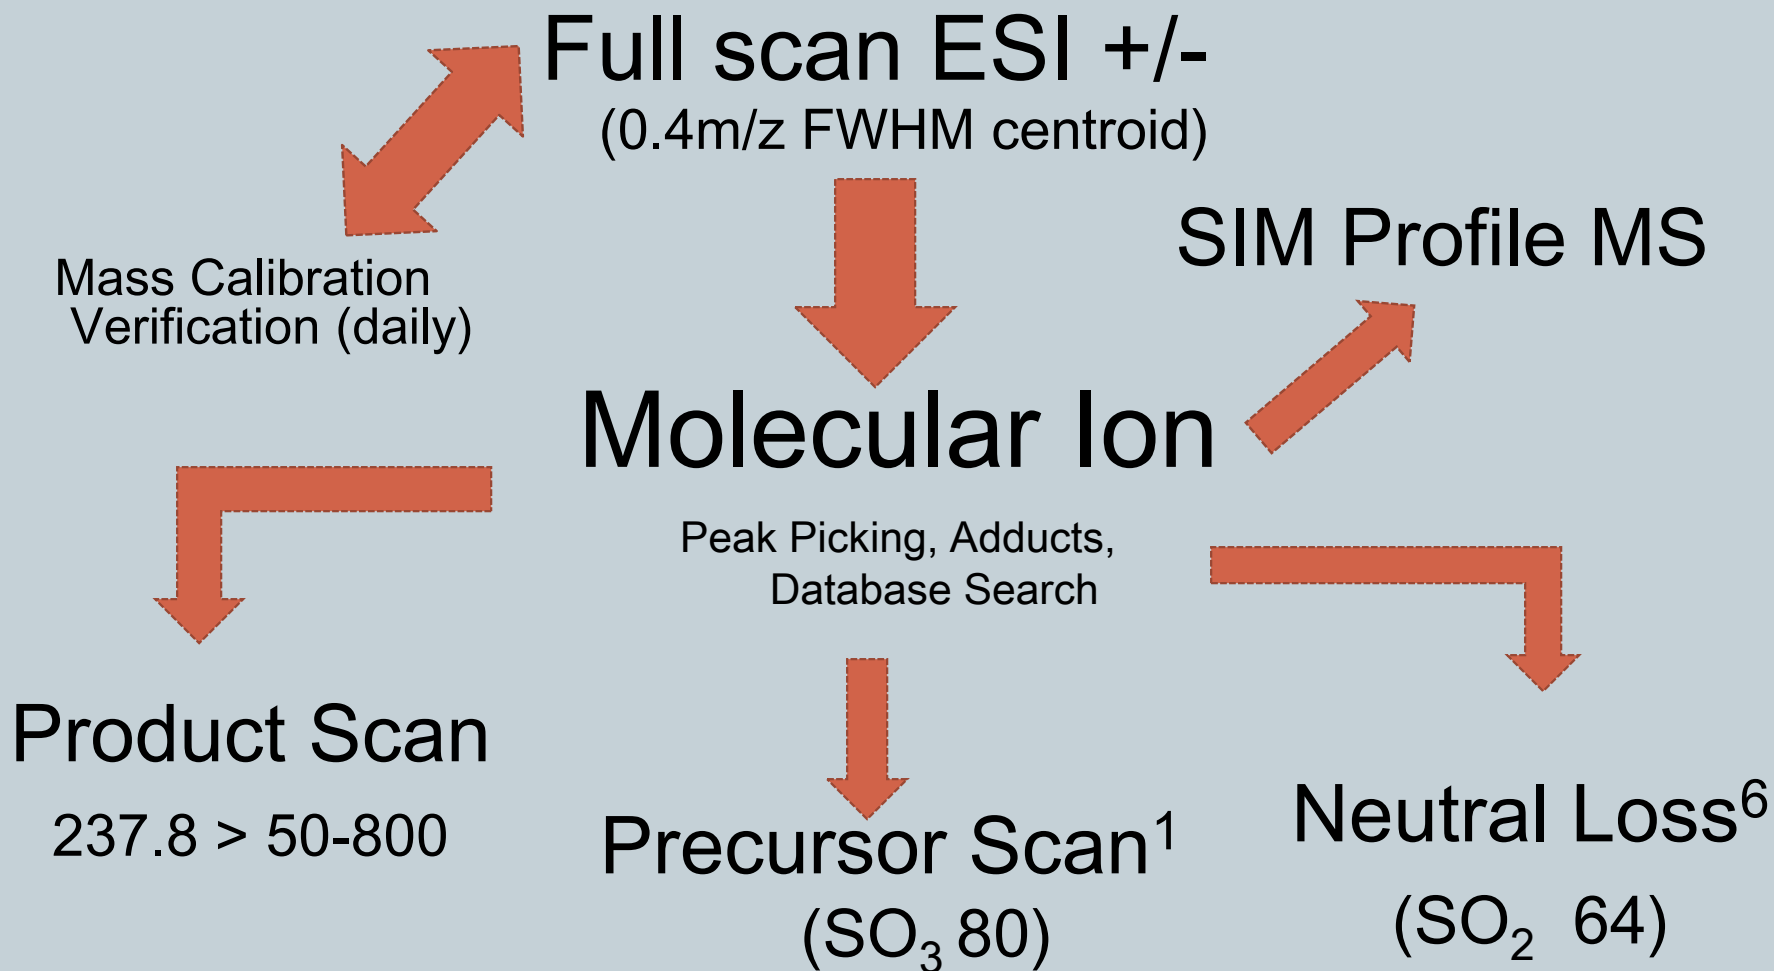 Full scan ESI +/-
(0.4m/z FWHM centroid)
SIM Profile MS
Mass Calibration
Verification (daily)
Molecular Ion
Peak Picking, Adducts,
Database Search
Product Scan
237.8 > 50-800
Precursor Scan¹
(SO₃ 80)
Neutral Loss⁶
(SO₂ 64)